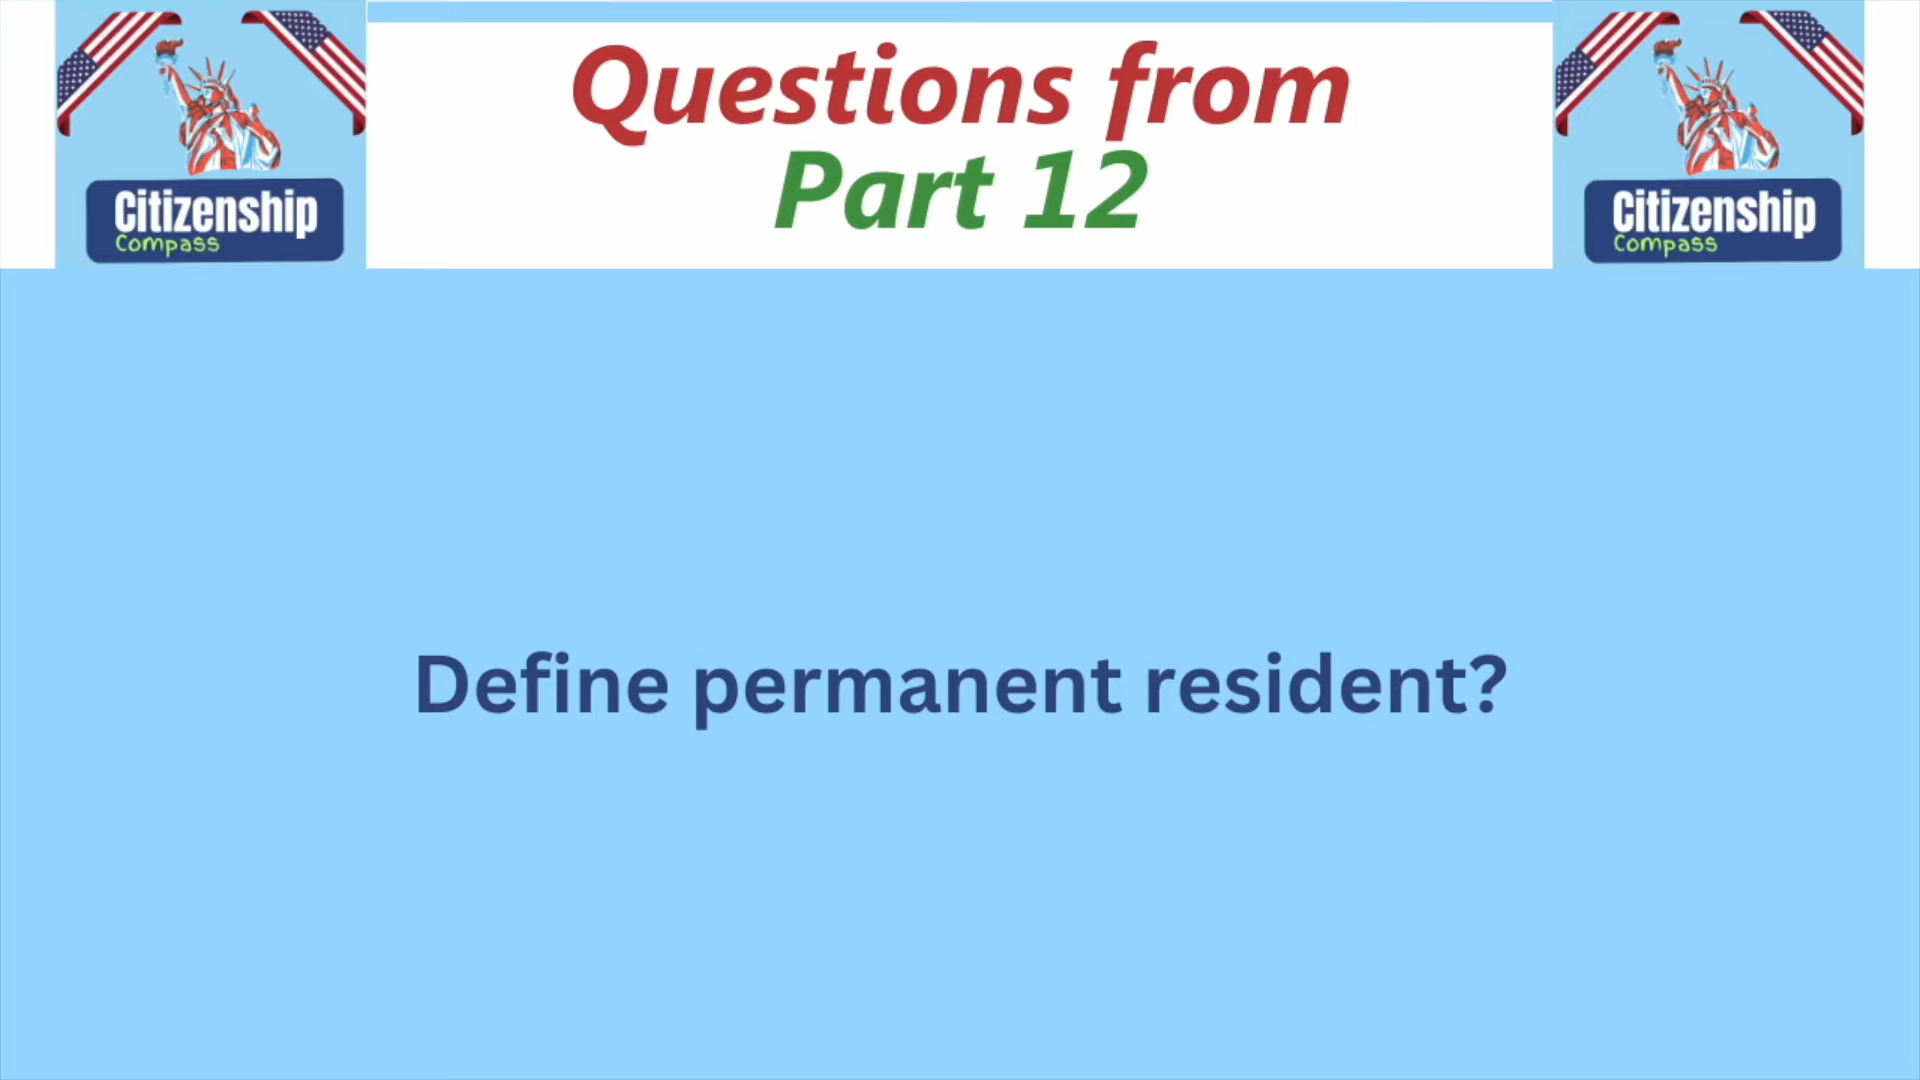 Questions from
Part 12
Citizenship
Compass
Citizenship
Compass
Define permanent resident?